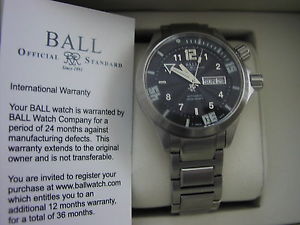 BALL
OFFICIAL STANDARD
Since 1891
International Warranty
Your BALL watch is warranted by
BALL Watch Company for a
period of 24 months against
manufacturing defects. This
warranty extends to the original
owner and is not transferable.
You are invited to register your
purchase at www.ballwatch.com
which entitles you to an
additional 12 months warranty,
for a total of 36 months.
BALL
12